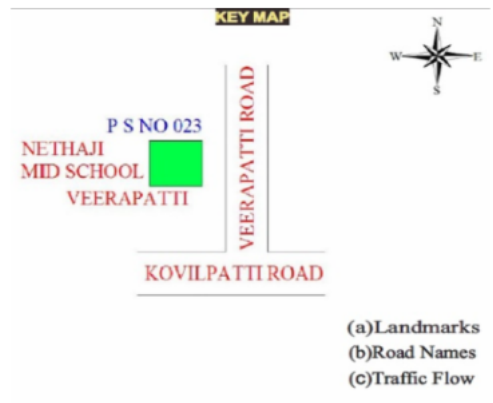 KEY MAP
N
W E
S
P S NO 023
NETHAJI
MID SCHOOL
VEERAPATTI
VEERAPATTI ROAD
KOVILPATTI ROAD
(a)Landmarks
(b)Road Names
(c)Traffic Flow